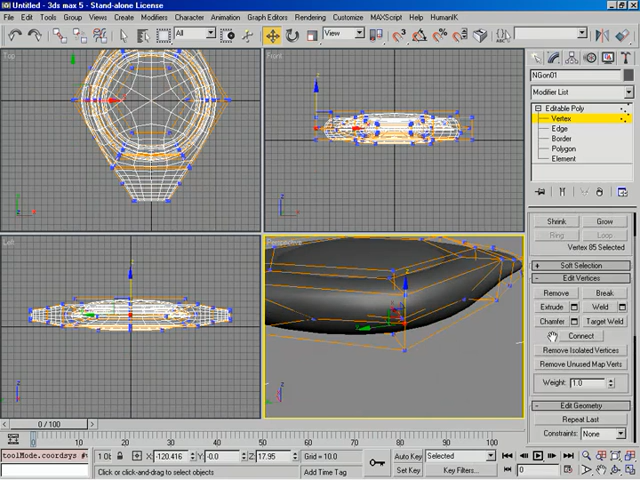 Untitled - 3ds max 5 - Stand-alone License
File Edit Tools Group Views Create Modifiers Character Animation Graph Editors Rendering Customize MAXScript HumanIK
All
View
Top
Front
Left
Perspective
NGon01
Modifier List
Editable Poly
Vertex
Edge
Border
Polygon
Element
Shrink Grow
Ring Loop
Vertex 85 Selected
+ Soft Selection
- Edit Vertices
Remove Break
Extrude Weld
Chamfer Target Weld
Connect
Remove Isolated Vertices
Remove Unused Map Verts
Weight: 1.0
- Edit Geometry
Repeat Last
Constraints: None
0 / 100
0 10 20 30 40 50 60 70 80 90 100
toolMode.coordsys
X: -120.416 Y: -0.0 Z: 17.95 Grid = 10.0
Auto Key Selected
Click or click-and-drag to select objects
Add Time Tag
Set Key Key Filters...
0